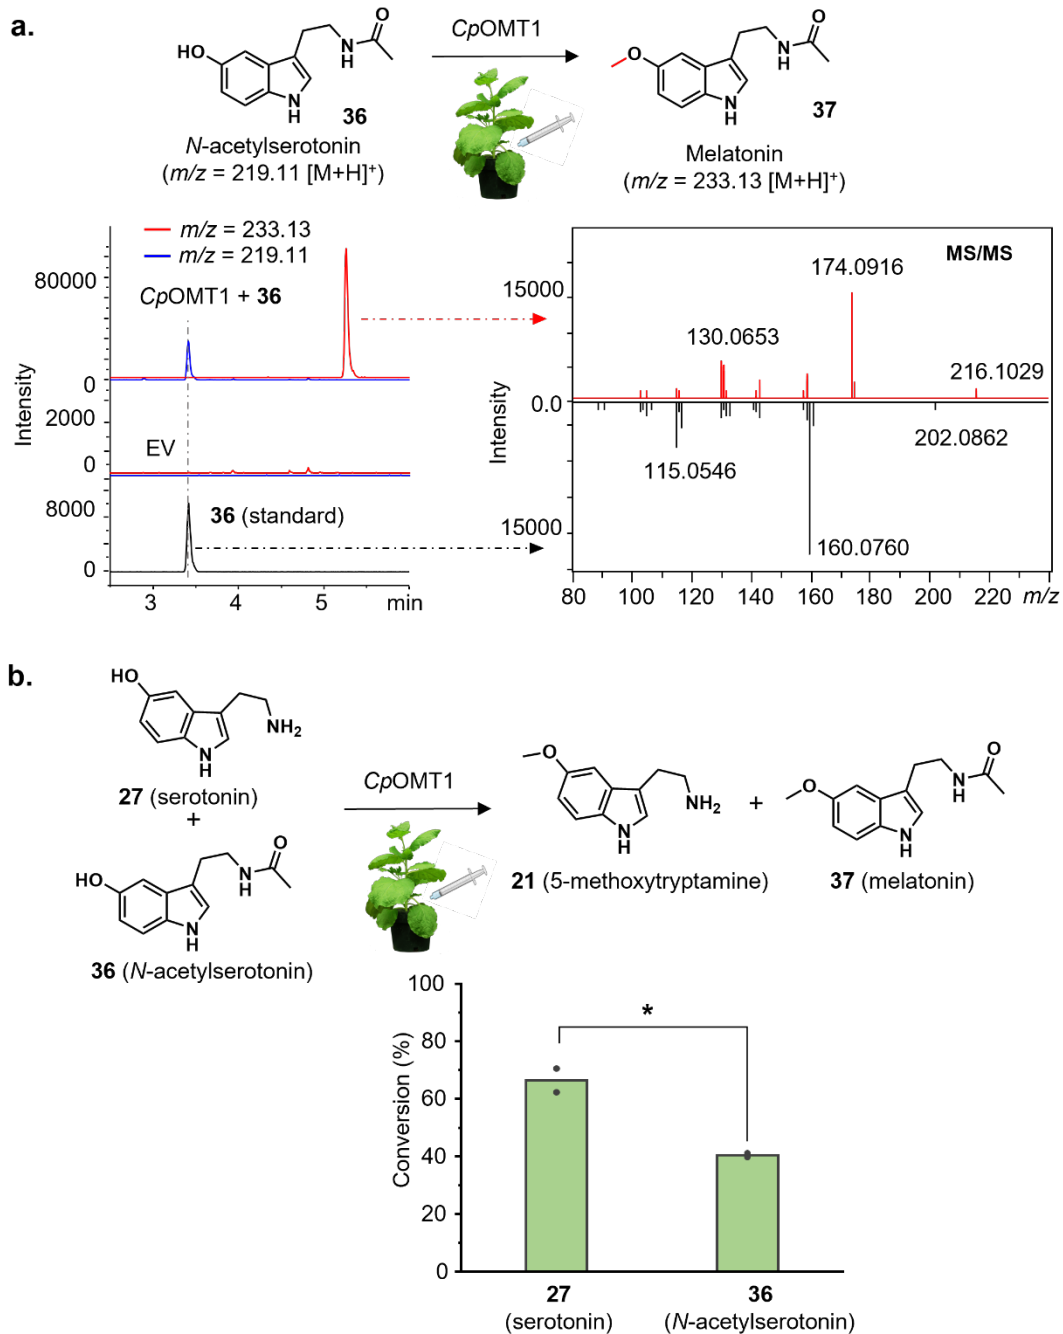 a.
CpOMT1
HO
O
N
H
N
H
36
N-acetylserotonin
(m/z = 219.11 [M+H]⁺)
O
O
N
H
N
H
37
Melatonin
(m/z = 233.13 [M+H]⁺)
m/z = 233.13
m/z = 219.11
CpOMT1 + 36
EV
36 (standard)
Intensity
80000
0
2000
0
8000
0
3 4 5 min
MS/MS
174.0916
130.0653
216.1029
202.0862
115.0546
160.0760
Intensity
15000
0.0
15000
80 100 120 140 160 180 200 220 m/z
b.
HO
NH₂
N
H
27 (serotonin)
+
HO
O
N
H
N
H
36 (N-acetylserotonin)
CpOMT1
O
NH₂
N
H
21 (5-methoxytryptamine)
+
O
O
N
H
N
H
37 (melatonin)
Conversion (%)
100
80
60
40
20
0
*
27
(serotonin)
36
(N-acetylserotonin)